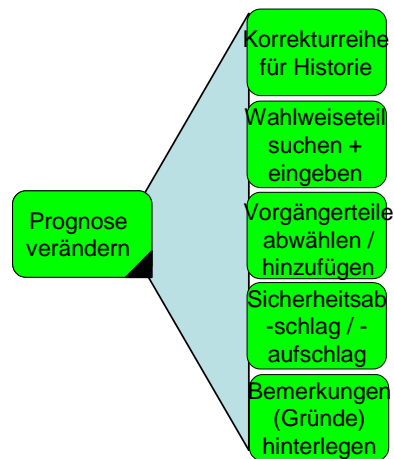 Korrekturreihe
für Historie
Wahlweiseteil
suchen +
eingeben
Prognose
verändern
Vorgängerteile
abwählen /
hinzufügen
Sicherheitsab
-schlag / -
aufschlag
Bemerkungen
(Gründe)
hinterlegen